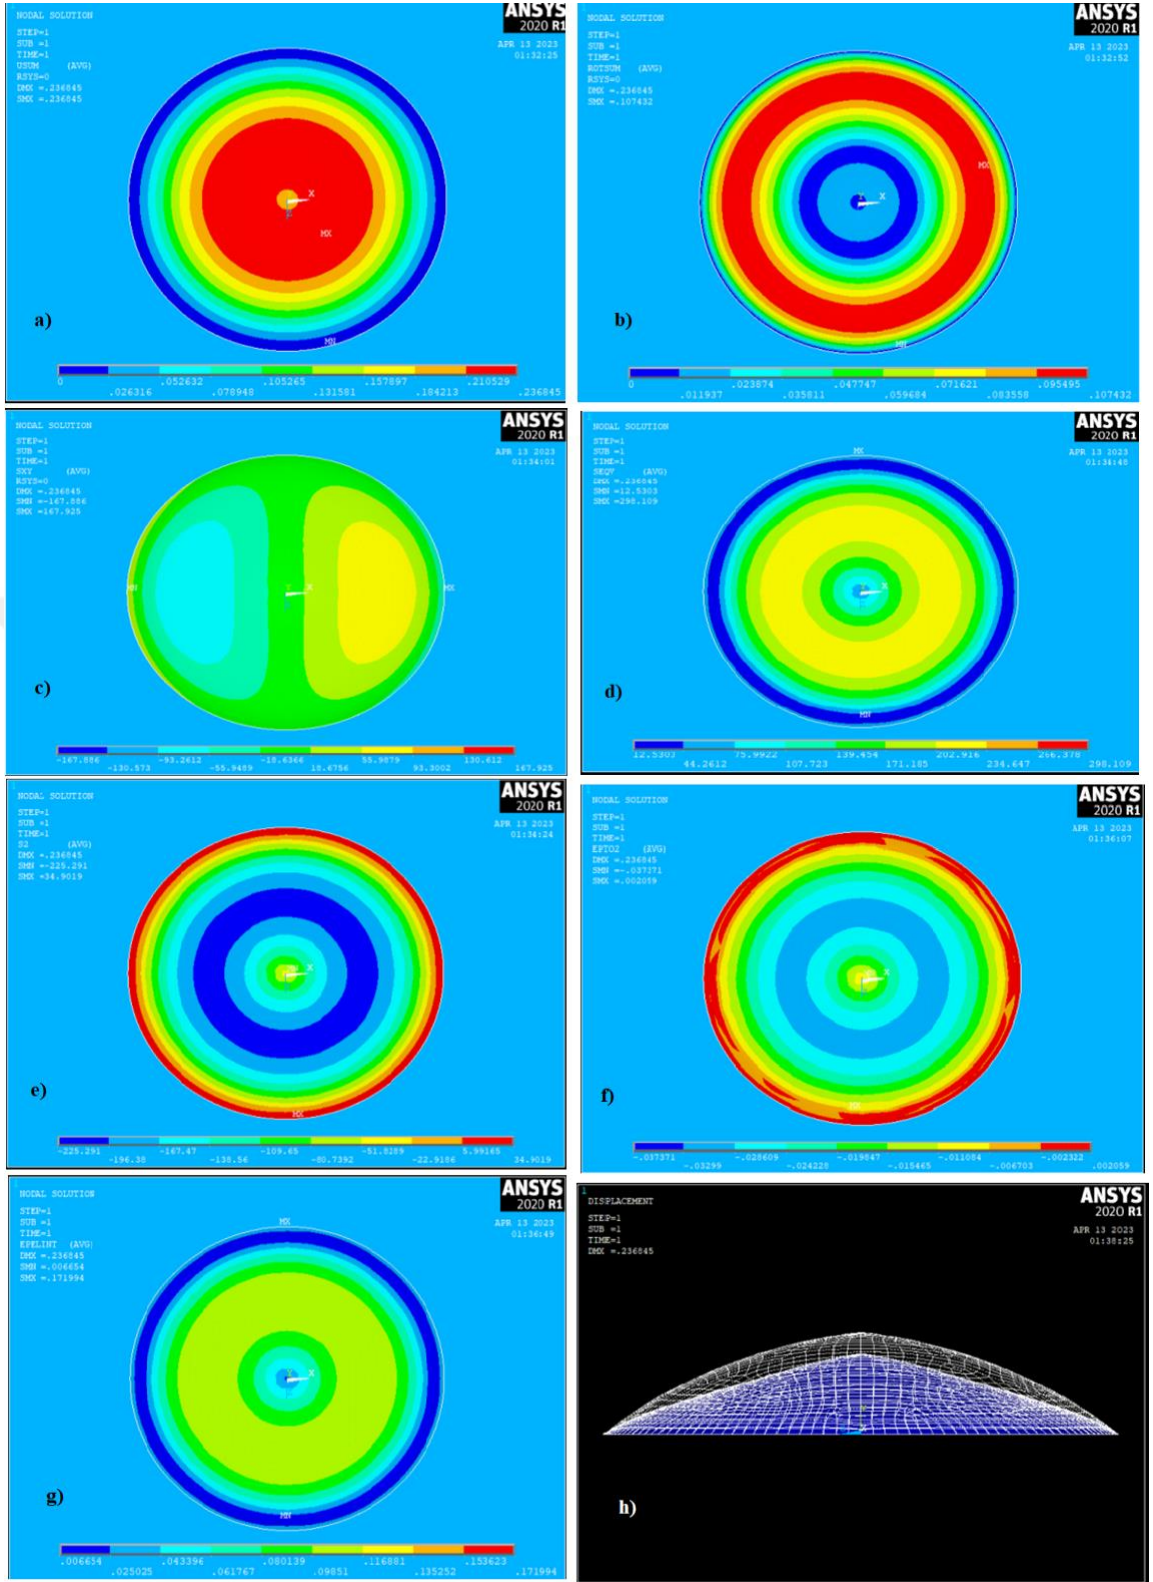 NODAL SOLUTION
STEP=1
SUB =1
TIME=1
USUM (AVG)
RSYS=0
DMX =.236845
SMX =.236845
ANSYS
2020 R1
APR 13 2023
01:32:25
X
MX
MN
a)
0 .052632 .105265 .157897 .210529
.026316 .078948 .131581 .184213 .236845
NODAL SOLUTION
STEP=1
SUB =1
TIME=1
ROTSUM (AVG)
RSYS=0
DMX =.236845
SMX =.107432
ANSYS
2020 R1
APR 13 2023
01:32:52
MX
X
MN
b)
0 .023874 .047747 .071621 .095495
.011937 .035811 .059684 .083558 .107432
NODAL SOLUTION
STEP=1
SUB =1
TIME=1
SXY (AVG)
RSYS=0
DMX =.236845
SMN =-167.886
SMX =167.925
ANSYS
2020 R1
APR 13 2023
01:34:01
MN
Y
X
MX
c)
-167.886 -93.2612 -18.6366 55.9879 130.612
-130.573 -55.9489 18.6756 93.3002 167.925
NODAL SOLUTION
STEP=1
SUB =1
TIME=1
SEQV (AVG)
DMX =.236845
SMN =12.5303
SMX =298.109
ANSYS
2020 R1
APR 13 2023
01:34:48
MX
X
MN
d)
12.5303 75.9922 139.454 202.916 266.378
44.2612 107.723 171.185 234.647 298.109
NODAL SOLUTION
STEP=1
SUB =1
TIME=1
S2 (AVG)
DMX =.236845
SMN =-225.291
SMX =34.9019
ANSYS
2020 R1
APR 13 2023
01:34:24
X
MX
e)
-225.291 -167.47 -109.65 -51.8289 5.99165
-196.38 -138.56 -80.7392 -22.9186 34.9019
NODAL SOLUTION
STEP=1
SUB =1
TIME=1
EPTO2 (AVG)
DMX =.236845
SMN =-.037371
SMX =.002059
ANSYS
2020 R1
APR 13 2023
01:36:07
X
MX
f)
-.037371 -.028609 -.019847 -.011084 -.002322
-.03299 -.024228 -.015465 -.006703 .002059
NODAL SOLUTION
STEP=1
SUB =1
TIME=1
EPELINT (AVG)
DMX =.236845
SMN =.006654
SMX =.171994
ANSYS
2020 R1
APR 13 2023
01:36:49
MX
X
MN
g)
.006654 .043396 .080139 .116881 .153623
.025025 .061767 .09851 .135252 .171994
1
DISPLACEMENT
STEP=1
SUB =1
TIME=1
DMX =.236845
ANSYS
2020 R1
APR 13 2023
01:38:25
h)